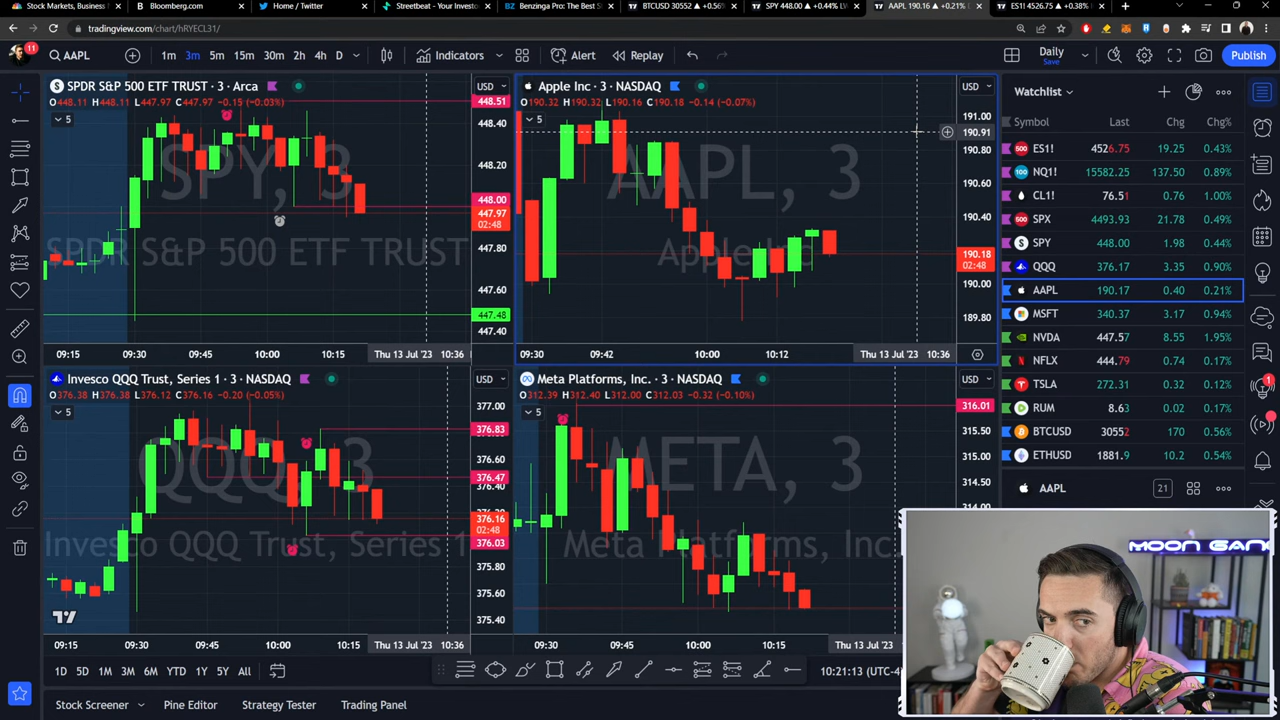 Stock Markets, Business
Bloomberg.com
Home / Twitter
Streetbeat - Your Investo
Benzinga Pro: The Best S
BTCUSD 30552 ▲ +0.56%
SPY 448.00 ▲ +0.44%
AAPL 190.16 ▲ +0.21%
ES1! 4526.75 ▲ +0.38%
tradingview.com/chart/hRYECL31/
11
AAPL
1m 3m 5m 15m 30m 1h 2h 4h D
Indicators
Alert
Replay
Daily
Save
Publish
SPDR S&P 500 ETF TRUST · 3 · Arca
O448.11 H448.11 L447.97 C447.97 -0.15 (-0.03%)
5
USD
SPY, 3
SPDR S&P 500 ETF TRUST
448.51
448.40
448.20
448.00
447.97
02:48
447.80
447.60
447.48
447.40
09:15 09:30 09:45 10:00 10:15 Thu 13 Jul '23 10:36
Apple Inc · 3 · NASDAQ
O190.32 H190.32 L190.16 C190.18 -0.14 (-0.07%)
5
USD
AAPL, 3
Apple Inc
191.00
190.91
190.80
190.60
190.40
190.18
02:48
190.00
189.80
09:30 09:42 10:00 10:12 Thu 13 Jul '23 10:36
Invesco QQQ Trust, Series 1 · 3 · NASDAQ
O376.38 H376.38 L376.12 C376.16 -0.20 (-0.05%)
5
USD
QQQ, 3
Invesco QQQ Trust, Series 1
377.00
376.83
376.60
376.47
376.40
376.16
02:48
376.03
375.80
375.60
375.40
09:15 09:30 09:45 10:00 10:15 Thu 13 Jul '23 10:36
Meta Platforms, Inc. · 3 · NASDAQ
O312.39 H312.40 L312.00 C312.03 -0.32 (-0.10%)
5
USD
META, 3
Meta Platforms, Inc.
316.01
315.50
315.00
314.50
09:30 09:45 10:00 10:15 Thu 13 Jul '23
Watchlist
Symbol Last Chg Chg%
ES1! 4526.75 19.25 0.43%
NQ1! 15582.25 137.50 0.89%
CL1! 76.51 0.76 1.00%
SPX 4493.93 21.78 0.49%
SPY 448.00 1.98 0.44%
QQQ 376.17 3.35 0.90%
AAPL 190.17 0.40 0.21%
MSFT 340.37 3.17 0.94%
NVDA 447.57 8.55 1.95%
NFLX 444.79 0.74 0.17%
TSLA 272.31 0.32 0.12%
RUM 8.63 0.02 0.17%
BTCUSD 30552 170 0.56%
ETHUSD 1881.9 10.2 0.54%
AAPL
21
1
MOON GANG
1D 5D 1M 3M 6M YTD 1Y 5Y All
10:21:13 (UTC-4)
Stock Screener
Pine Editor
Strategy Tester
Trading Panel